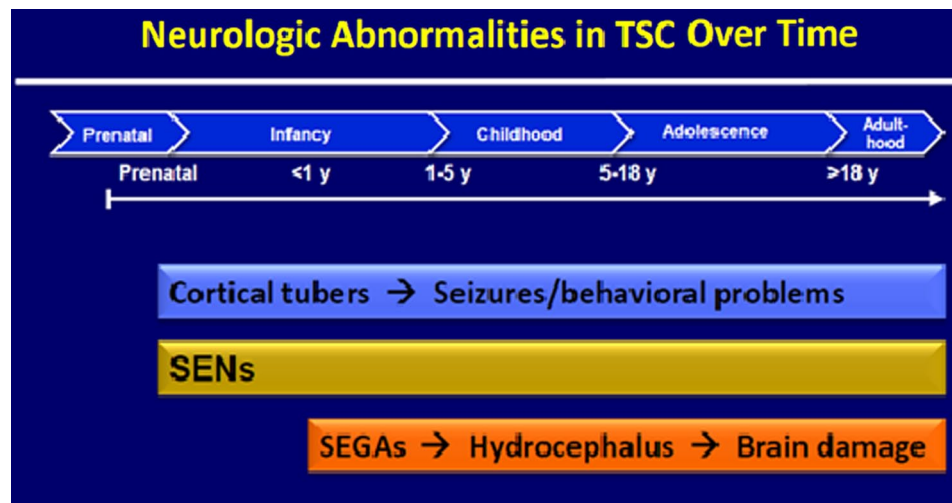 Neurologic Abnormalities in TSC Over Time
Prenatal Infancy Childhood Adolescence Adult-
hood
Prenatal <1 y 1-5 y 5-18 y >18 y
Cortical tubers → Seizures/behavioral problems
SENs
SEGAs → Hydrocephalus → Brain damage